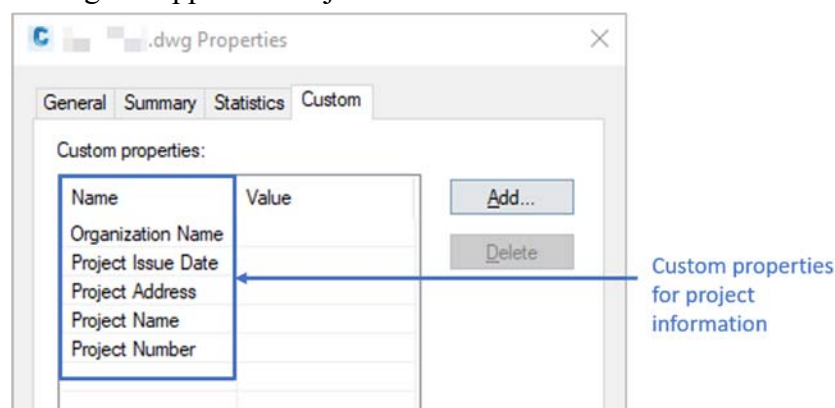 .dwg Properties
General Summary Statistics Custom
Custom properties:
Name Value
Organization Name
Project Issue Date
Project Address
Project Name
Project Number
Add...
Delete
Custom properties
for project
information